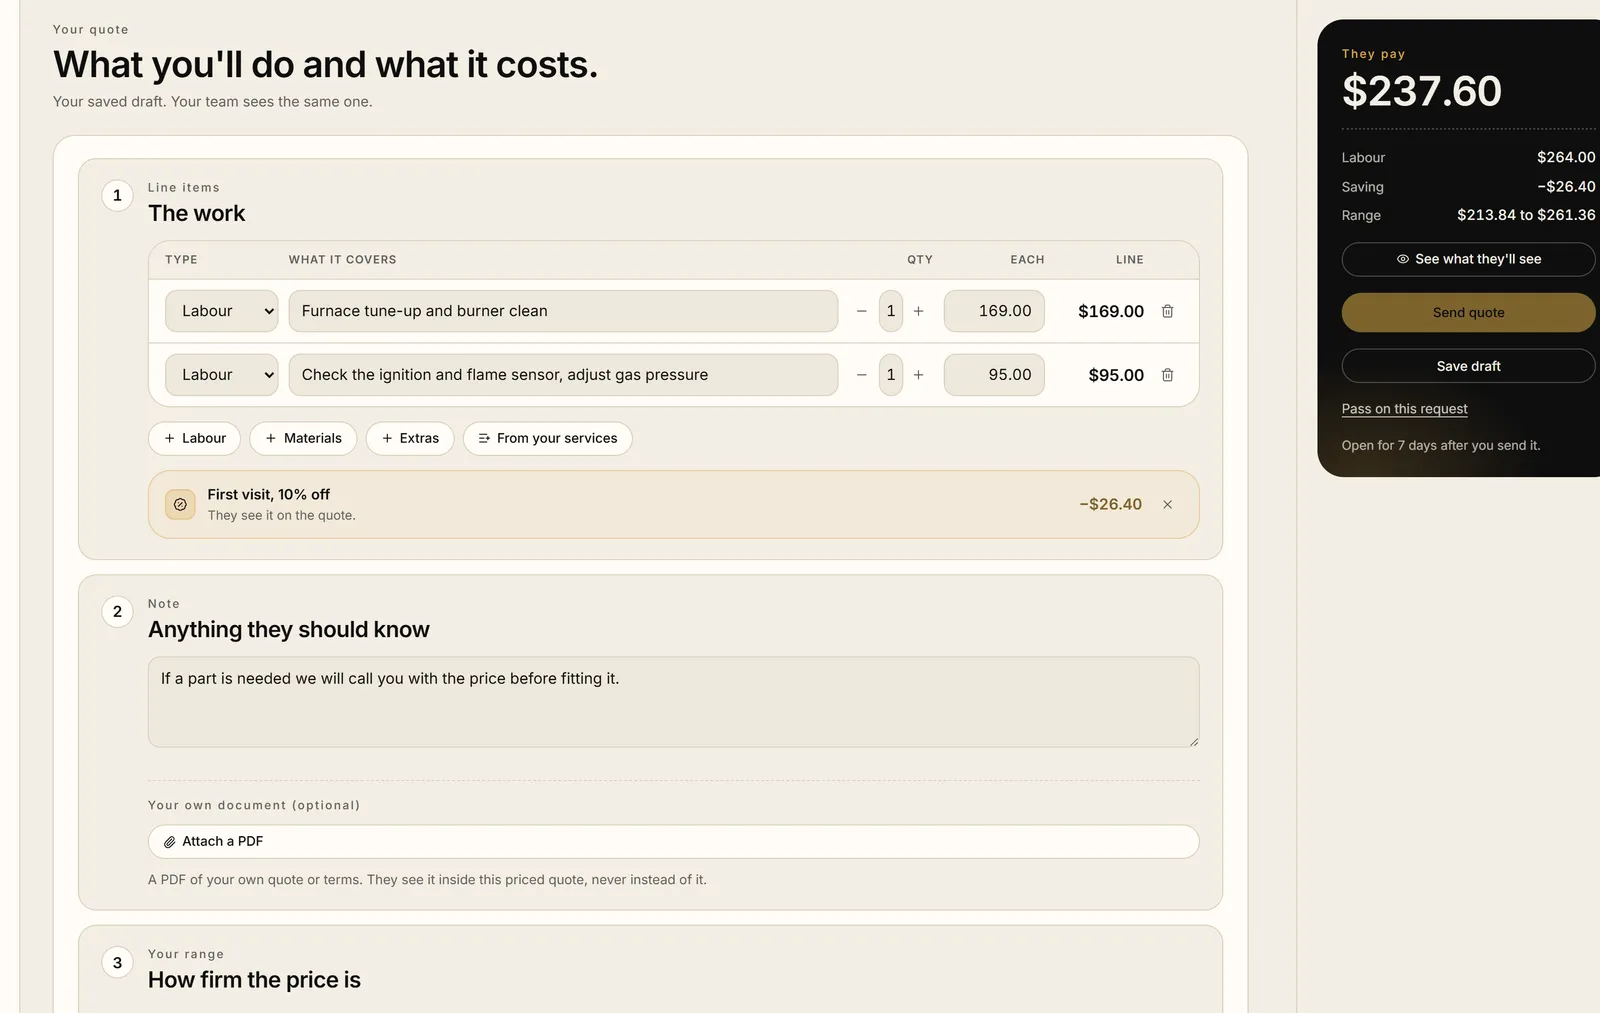 Your quote
What you'll do and what it costs.
Your saved draft. Your team sees the same one.
1
Line items
The work
TYPE WHAT IT COVERS QTY EACH LINE
Labour Furnace tune-up and burner clean − 1 + 169.00 $169.00
Labour Check the ignition and flame sensor, adjust gas pressure − 1 + 95.00 $95.00
+ Labour + Materials + Extras From your services
First visit, 10% off
They see it on the quote.
−$26.40 ×
2
Note
Anything they should know
If a part is needed we will call you with the price before fitting it.
Your own document (optional)
Attach a PDF
A PDF of your own quote or terms. They see it inside this priced quote, never instead of it.
3
Your range
How firm the price is
They pay
$237.60
Labour $264.00
Saving −$26.40
Range $213.84 to $261.36
See what they'll see
Send quote
Save draft
Pass on this request
Open for 7 days after you send it.